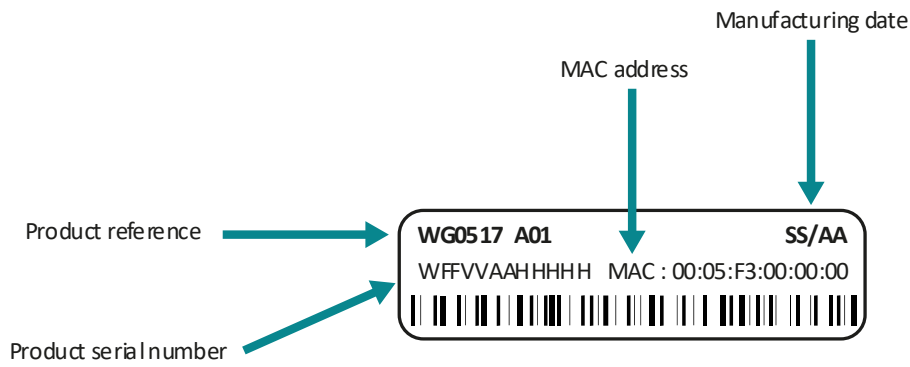 Manufacturing date
MAC address
Product reference
WG0517 A01 SS/AA
WFFVVAAHHHHH MAC : 00:05:F3:00:00:00
Product serial number